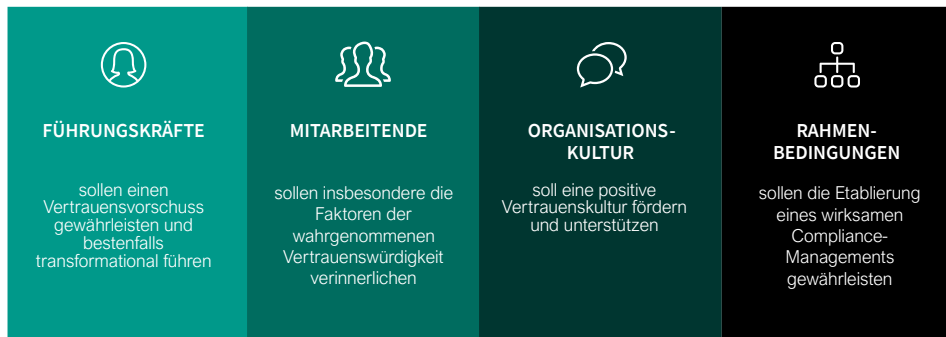 FÜHRUNGSKRÄFTE
sollen einen
Vertrauensvorschuss
gewährleisten und
bestenfalls
transformational führen
MITARBEITENDE
sollen insbesondere die
Faktoren der
wahrgenommenen
Vertrauenswürdigkeit
verinnerlichen
ORGANISATIONS-
KULTUR
soll eine positive
Vertrauenskultur fördern
und unterstützen
RAHMEN-
BEDINGUNGEN
sollen die Etablierung
eines wirksamen
Compliance-
Managements
gewährleisten